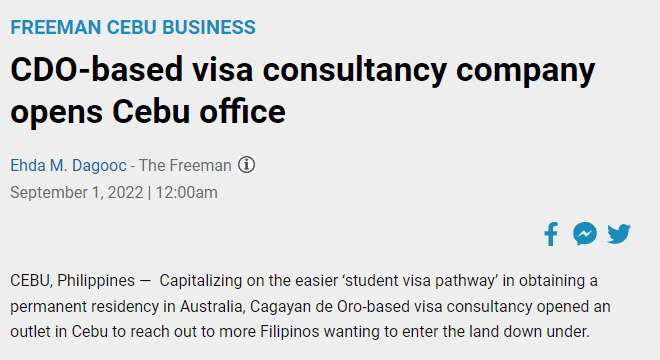 FREEMAN CEBU BUSINESS
CDO-based visa consultancy company
opens Cebu office
Ehda M. Dagooc - The Freeman
September 1, 2022 | 12:00am
CEBU, Philippines — Capitalizing on the easier ‘student visa pathway’ in obtaining a
permanent residency in Australia, Cagayan de Oro-based visa consultancy opened an
outlet in Cebu to reach out to more Filipinos wanting to enter the land down under.